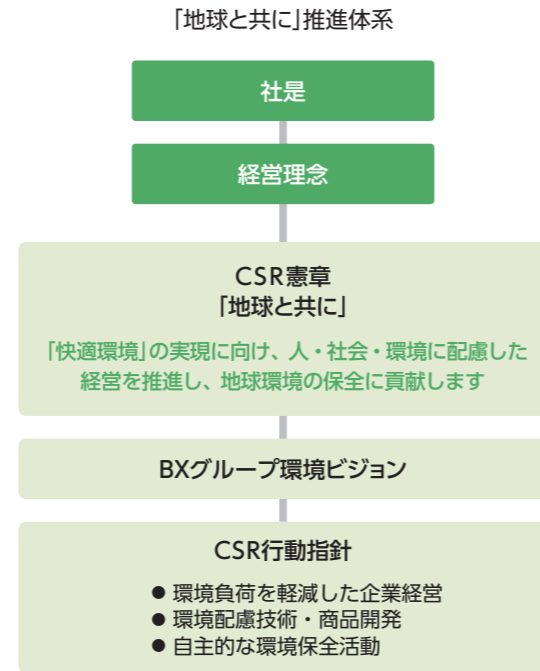 「地球と共に」推進体系
社是
経営理念
CSR憲章
「地球と共に」
「快適環境」の実現に向け、人・社会・環境に配慮した
経営を推進し、地球環境の保全に貢献します
BXグループ環境ビジョン
CSR行動指針
● 環境負荷を軽減した企業経営
● 環境配慮技術・商品開発
● 自主的な環境保全活動